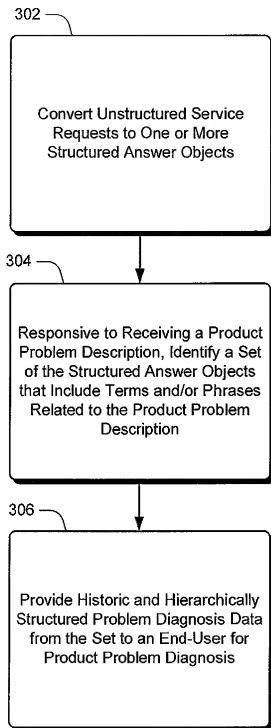 302
Convert Unstructured Service
Requests to One or More
Structured Answer Objects
304
Responsive to Receiving a Product
Problem Description, Identify a Set
of the Structured Answer Objects
that Include Terms and/or Phrases
Related to the Product Problem
Description
306
Provide Historic and Hierarchically
Structured Problem Diagnosis Data
from the Set to an End-User for
Product Problem Diagnosis